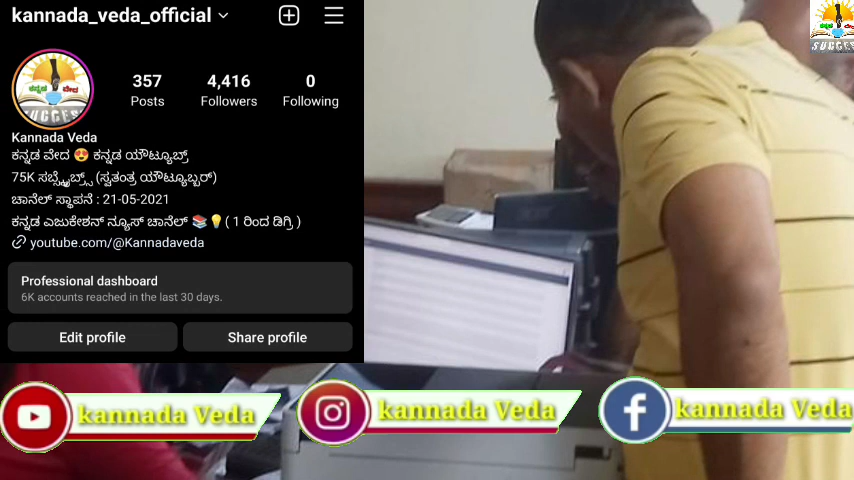 kannada_veda_official
357
4,416
0
Posts
Followers
Following
Kannada Veda
ಕನ್ನಡ ವೇದ 😍 ಕನ್ನಡ ಯೌಟ್ಯೂಬ್ರ್
75K ಸಬ್ಸ್ಕ್ರೈಬ್ರ್ಸ್ (ಸ್ವತಂತ್ರ ಯೌಟ್ಯೂಬ್ಬರ್)
ಚಾನೆಲ್ ಸ್ಥಾಪನೆ : 21-05-2021
ಕನ್ನಡ ಎಜುಕೇಶನ್ ನ್ಯೂಸ್ ಚಾನೆಲ್ 📚💡( 1 ರಿಂದ ಡಿಗ್ರಿ )
youtube.com/@Kannadaveda
Professional dashboard
6K accounts reached in the last 30 days.
Edit profile
Share profile
kannada Veda
kannada Veda
kannada Veda